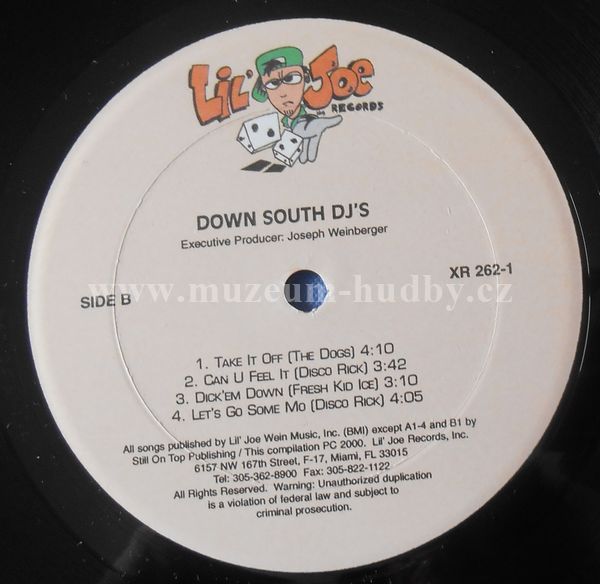 LIL' JOE
RECORDS
DOWN SOUTH DJ'S
Executive Producer: Joseph Weinberger
XR 262-1
www.muzeum-hudby.cz
SIDE B
1. TAKE IT OFF (THE DOGS) 4:10
2. CAN U FEEL IT (DISCO RICK) 3:42
3. DICK'EM DOWN (FRESH KID ICE) 3:10
4. LET'S GO SOME MO (DISCO RICK) 4:05
All songs published by Lil' Joe Wein Music, Inc. (BMI) except A1-4 and B1 by
Still On Top Publishing / This compilation PC 2000. Lil' Joe Records, Inc.
6157 NW 167th Street, F-17, Miami, FL 33015
Tel: 305-362-8900 Fax: 305-822-1122
All Rights Reserved. Warning: Unauthorized duplication
is a violation of federal law and subject to
criminal prosecution.